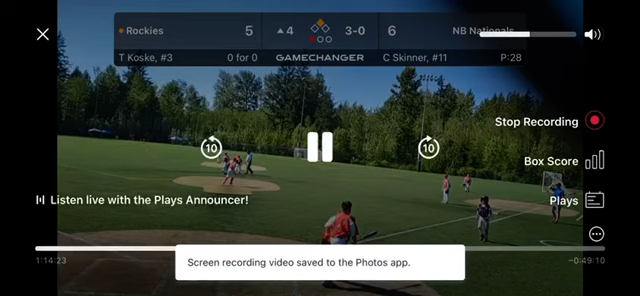 Rockies 5 ▲4 3-0 6 NB Nationals
T Koske, #3 0 for 0 GAMECHANGER C Skinner, #11 P:28
Stop Recording
10 10
Box Score
Listen live with the Plays Announcer!
Plays
Screen recording video saved to the Photos app.
1:14:23 -0:49:10